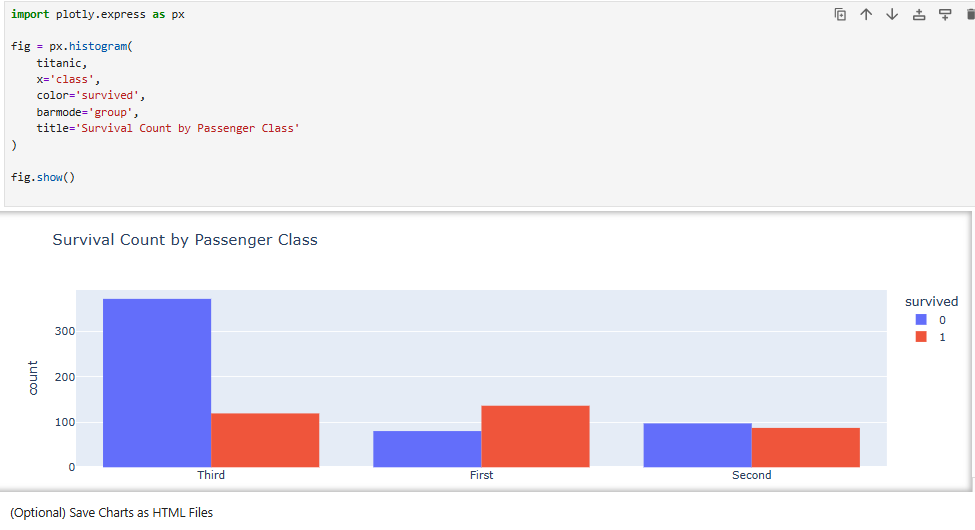 import plotly.express as px
fig = px.histogram(
titanic,
x='class',
color='survived',
barmode='group',
title='Survival Count by Passenger Class'
)
fig.show()
Survival Count by Passenger Class
survived
0
1
300
200
100
0
count
Third
First
Second
(Optional) Save Charts as HTML Files